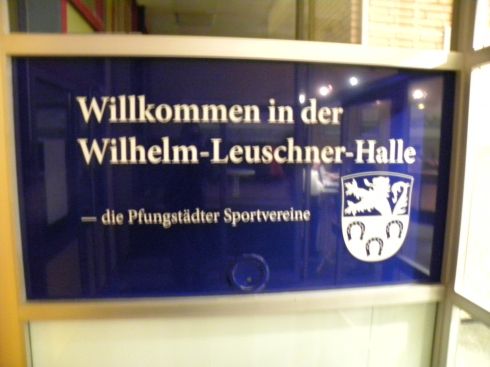 Willkommen in der
Wilhelm-Leuschner-Halle
— die Pfungstädter Sportvereine